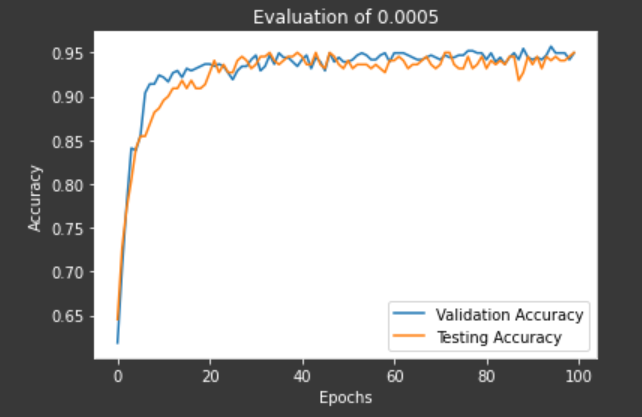 Evaluation of 0.0005
0.95
0.90
0.85
0.80
0.75
0.70
0.65
Accuracy
Validation Accuracy
Testing Accuracy
0 20 40 60 80 100
Epochs